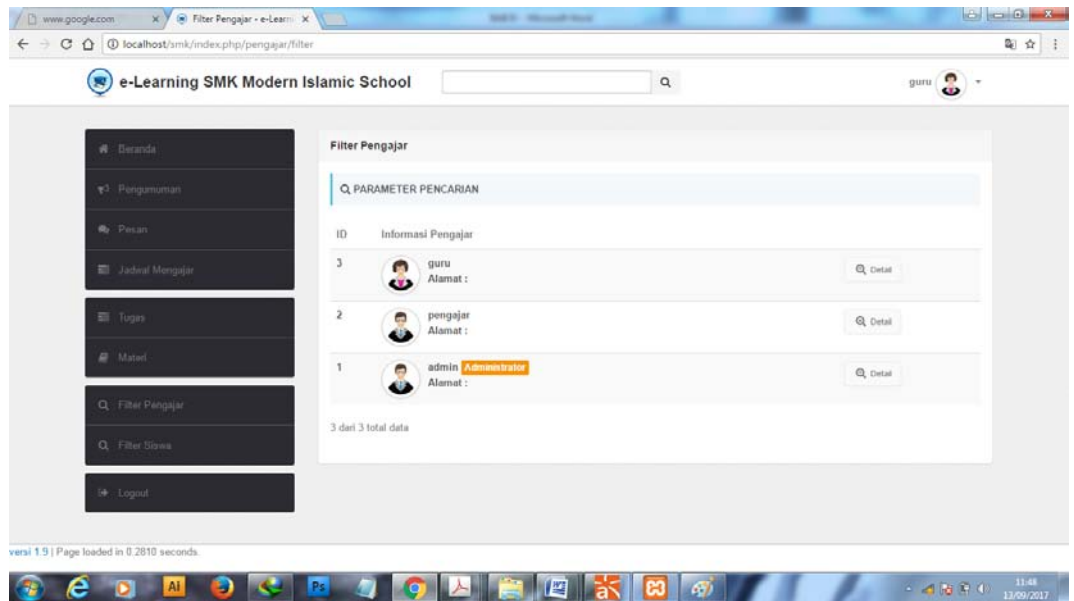 www.google.com
Filter Pengajar - e-Learni
localhost/smk/index.php/pengajar/filter
e-Learning SMK Modern Islamic School
guru
Beranda
Pengumuman
Pesan
Jadwal Mengajar
Tugas
Materi
Filter Pengajar
Filter Siswa
Logout
Filter Pengajar
PARAMETER PENCARIAN
ID Informasi Pengajar
3 guru Detail
Alamat :
2 pengajar Detail
Alamat :
1 admin Administrator Detail
Alamat :
3 dari 3 total data
versi 1.9 | Page loaded in 0.2810 seconds.
Ai
Ps
11:48
13/09/2017